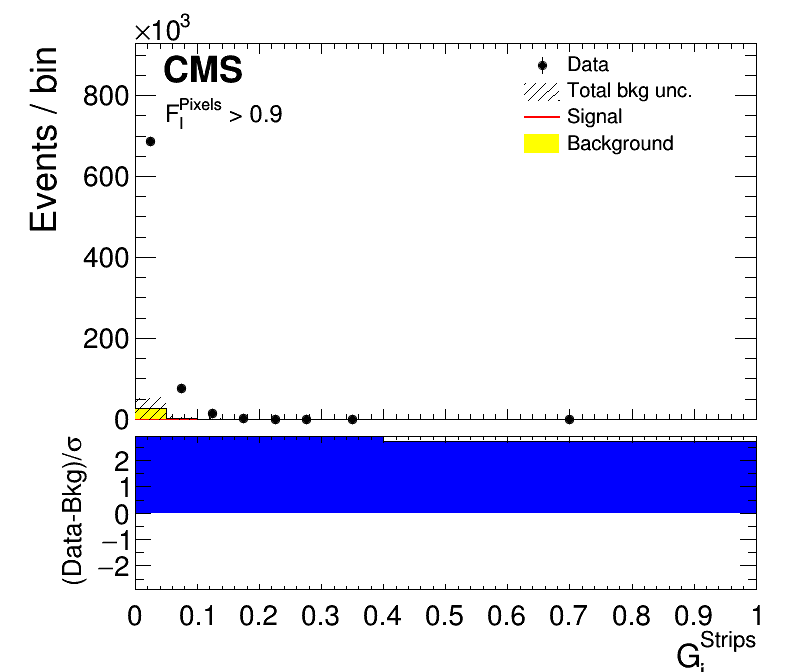 ×10³
Events / bin
CMS
F_l^Pixels > 0.9
Data
Total bkg unc.
Signal
Background
800
600
400
200
0
(Data-Bkg)/σ
2
1
0
−1
−2
0 0.1 0.2 0.3 0.4 0.5 0.6 0.7 0.8 0.9 1
G_i^Strips